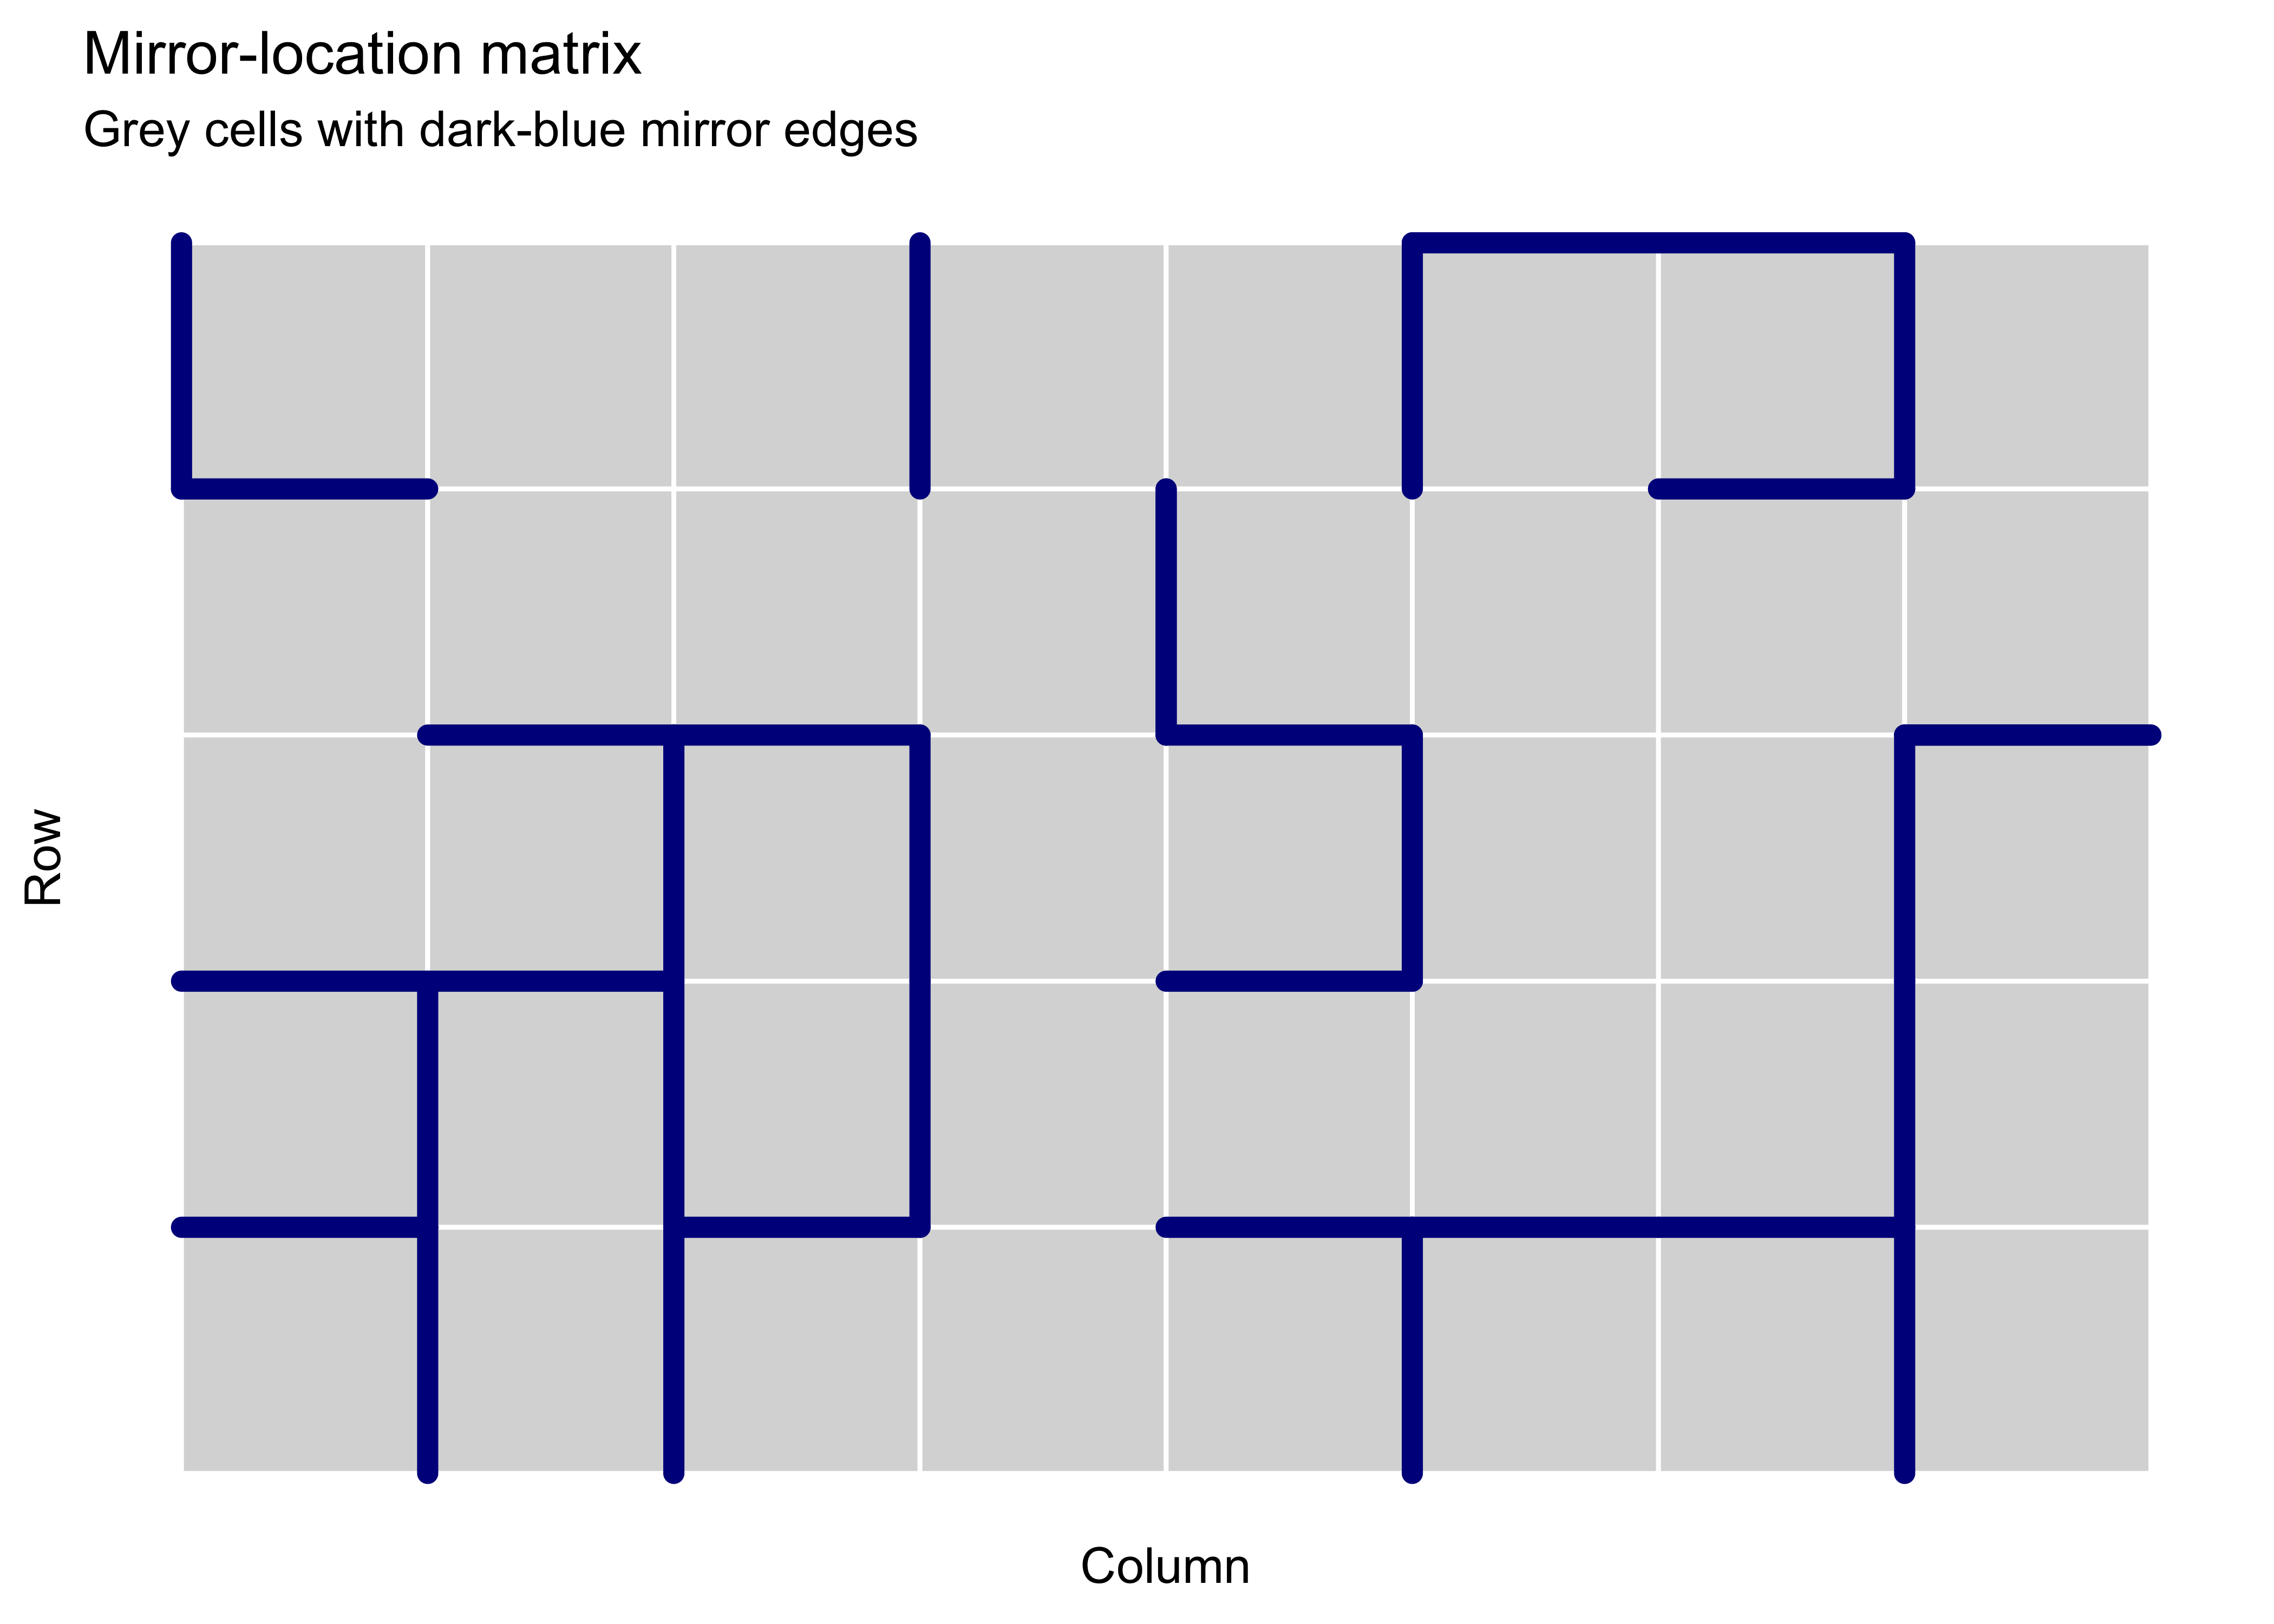 Mirror-location matrix
Grey cells with dark-blue mirror edges
Row
Column